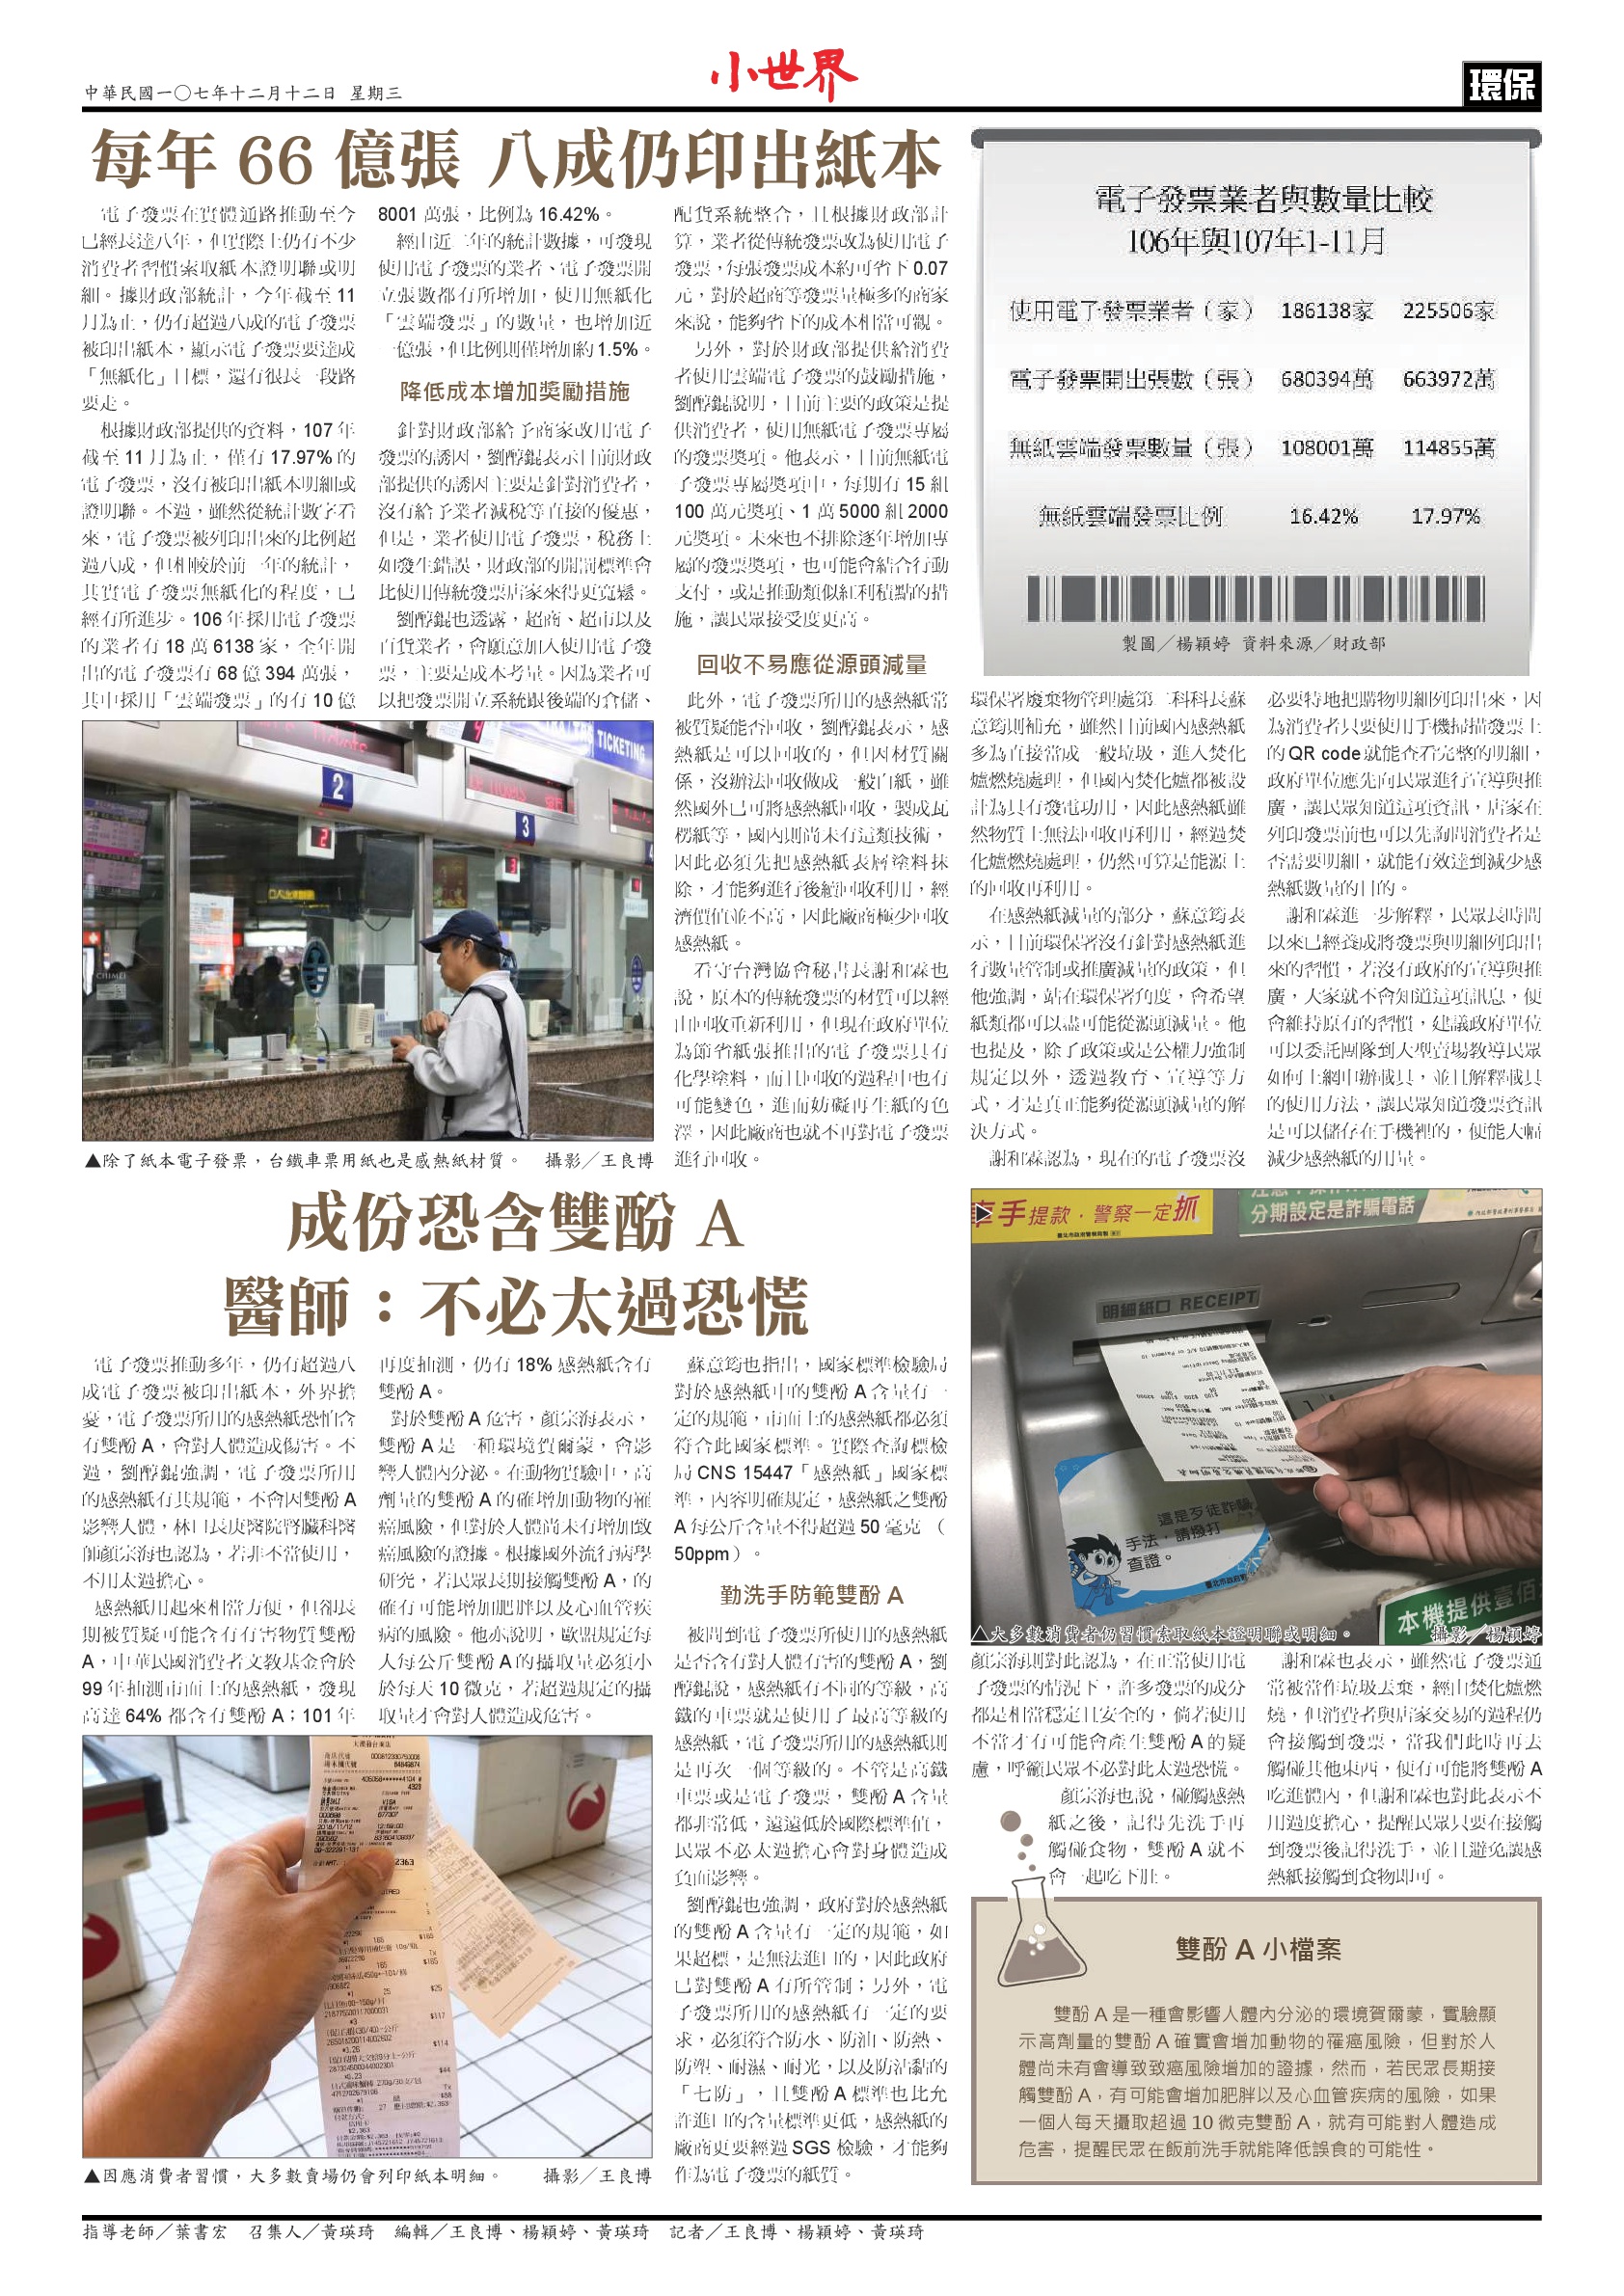 中華民國一○七年十二月十二日 星期三
小世界
環保
每年 66 億張 八成仍印出紙本
電子發票在實體通路推動至今
已經長達八年，但實際上仍有不少
消費者習慣索取紙本證明聯或明
細。據財政部統計，今年截至 11
月為止，仍有超過八成的電子發票
被印出紙本，顯示電子發票要達成
「無紙化」目標，還有很長一段路
要走。
根據財政部提供的資料，107 年
截至 11 月為止，僅有 17.97% 的
電子發票，沒有被印出紙本明細或
證明聯。不過，雖然從統計數字看
來，電子發票被列印出來的比例超
過八成，但相較於前一年的統計，
其實電子發票無紙化的程度，已
經有所進步。106 年採用電子發票
的業者有 18 萬 6138 家，全年開
出的電子發票有 68 億 394 萬張，
其中採用「雲端發票」的有 10 億
8001 萬張，比例為 16.42%。
經由近二年的統計數據，可發現
使用電子發票的業者、電子發票開
立張數都有所增加，使用無紙化
「雲端發票」的數量，也增加近
一億張，但比例則僅增加約 1.5%。
降低成本增加獎勵措施
針對財政部給予商家改用電子
發票的誘因，劉醇錕表示目前財政
部提供的誘因主要是針對消費者，
沒有給予業者減稅等直接的優惠，
但是，業者使用電子發票，稅務上
如發生錯誤，財政部的開罰標準會
比使用傳統發票店家來得更寬鬆。
劉醇錕也透露，超商、超市以及
百貨業者，會願意加入使用電子發
票，主要是成本考量。因為業者可
以把發票開立系統跟後端的倉儲、
配貨系統整合，且根據財政部計
算，業者從傳統發票改為使用電子
發票，每張發票成本約可省下 0.07
元，對於超商等發票量極多的商家
來說，能夠省下的成本相當可觀。
另外，對於財政部提供給消費
者使用雲端電子發票的鼓勵措施，
劉醇錕說明，目前主要的政策是提
供消費者，使用無紙電子發票專屬
的發票獎項。他表示，目前無紙電
子發票專屬獎項中，每期有 15 組
100 萬元獎項、1 萬 5000 組 2000
元獎項。未來也不排除逐年增加專
屬的發票獎項，也可能會結合行動
支付，或是推動類似紅利積點的措
施，讓民眾接受度更高。
回收不易應從源頭減量
此外，電子發票所用的感熱紙常
被質疑能否回收，劉醇錕表示，感
熱紙是可以回收的，但因材質關
係，沒辦法回收做成一般白紙，雖
然國外已可將感熱紙回收，製成瓦
楞紙等，國內則尚未有這類技術，
因此必須先把感熱紙表層塗料抹
除，才能夠進行後續回收利用，經
濟價值並不高，因此廠商極少回收
感熱紙。
看守台灣協會秘書長謝和霖也
說，原本的傳統發票的材質可以經
由回收重新利用，但現在政府單位
為節省紙張推出的電子發票具有
化學塗料，而且回收的過程中也有
可能變色，進而妨礙再生紙的色
澤，因此廠商也就不再對電子發票
進行回收。
電子發票業者與數量比較
106年與107年1-11月
使用電子發票業者（家） 186138家 225506家
電子發票開出張數（張） 680394萬 663972萬
無紙雲端發票數量（張） 108001萬 114855萬
無紙雲端發票比例 16.42% 17.97%
製圖／楊穎婷 資料來源／財政部
環保署廢棄物管理處第二科科長蘇
意筠則補充，雖然目前國內感熱紙
多為直接當成一般垃圾，進入焚化
爐燃燒處理，但國內焚化爐都被設
計為具有發電功用，因此感熱紙雖
然物質上無法回收再利用，經過焚
化爐燃燒處理，仍然可算是能源上
的回收再利用。
在感熱紙減量的部分，蘇意筠表
示，目前環保署沒有針對感熱紙進
行數量管制或推廣減量的政策，但
他強調，站在環保署角度，會希望
紙類都可以盡可能從源頭減量。他
也提及，除了政策或是公權力強制
規定以外，透過教育、宣導等方
式，才是真正能夠從源頭減量的解
決方式。
謝和霖認為，現在的電子發票沒
必要特地把購物明細列印出來，因
為消費者只要使用手機掃描發票上
的 QR code 就能查看完整的明細，
政府單位應先向民眾進行宣導與推
廣，讓民眾知道這項資訊，店家在
列印發票前也可以先詢問消費者是
否需要明細，就能有效達到減少感
熱紙數量的目的。
謝和霖進一步解釋，民眾長時間
以來已經養成將發票與明細列印出
來的習慣，若沒有政府的宣導與推
廣，大家就不會知道這項訊息，便
會維持原有的習慣，建議政府單位
可以委託團隊到大型賣場教導民眾
如何上網申辦載具，並且解釋載具
的使用方法，讓民眾知道發票資訊
是可以儲存在手機裡的，便能大幅
減少感熱紙的用量。
2
3
TICKETING
CHIMEI
▲除了紙本電子發票，台鐵車票用紙也是感熱紙材質。 攝影／王良博
成份恐含雙酚 A
醫師：不必太過恐慌
電子發票推動多年，仍有超過八
成電子發票被印出紙本，外界擔
憂，電子發票所用的感熱紙恐怕含
有雙酚 A，會對人體造成傷害。不
過，劉醇錕強調，電子發票所用
的感熱紙有其規範，不會因雙酚 A
影響人體，林口長庚醫院腎臟科醫
師顏宗海也認為，若非不當使用，
不用太過擔心。
感熱紙用起來相當方便，但卻長
期被質疑可能含有有害物質雙酚
A，中華民國消費者文教基金會於
99 年抽測市面上的感熱紙，發現
高達 64% 都含有雙酚 A；101 年
再度抽測，仍有 18% 感熱紙含有
雙酚 A。
對於雙酚 A 危害，顏宗海表示，
雙酚 A 是一種環境賀爾蒙，會影
響人體內分泌。在動物實驗中，高
劑量的雙酚 A 的確增加動物的罹
癌風險，但對於人體尚未有增加致
癌風險的證據。根據國外流行病學
研究，若民眾長期接觸雙酚 A，的
確有可能增加肥胖以及心血管疾
病的風險。他亦說明，歐盟規定每
人每公斤雙酚 A 的攝取量必須小
於每天 10 微克，若超過規定的攝
取量才會對人體造成危害。
蘇意筠也指出，國家標準檢驗局
對於感熱紙中的雙酚 A 含量有一
定的規範，市面上的感熱紙都必須
符合此國家標準。實際查詢標檢
局 CNS 15447「感熱紙」國家標
準，內容明確規定，感熱紙之雙酚
A 每公斤含量不得超過 50 毫克（
50ppm）。
勤洗手防範雙酚 A
被問到電子發票所使用的感熱紙
是否含有對人體有害的雙酚 A，劉
醇錕說，感熱紙有不同的等級，高
鐵的車票就是使用了最高等級的
感熱紙，電子發票所用的感熱紙則
是再次一個等級的。不管是高鐵
車票或是電子發票，雙酚 A 含量
都非常低，遠遠低於國際標準值，
民眾不必太過擔心會對身體造成
負面影響。
劉醇錕也強調，政府對於感熱紙
的雙酚 A 含量有一定的規範，如
果超標，是無法進口的，因此政府
已對雙酚 A 有所管制；另外，電
子發票所用的感熱紙有一定的要
求，必須符合防水、防油、防熱、
防塑、耐濕、耐光，以及防沾黏的
「七防」，且雙酚 A 標準也比允
許進口的含量標準更低，感熱紙的
廠商更要經過 SGS 檢驗，才能夠
作為電子發票的紙質。
牽手提款，警察一定抓
分期設定是詐騙電話
明細紙口 RECEIPT
這是歹徒詐騙
手法，請撥打
查證。
本機提供壹佰
△大多數消費者仍習慣索取紙本證明聯或明細。 攝影／楊穎婷
顏宗海則對此認為，在正常使用電
子發票的情況下，許多發票的成分
都是相當穩定且安全的，倘若使用
不當才有可能會產生雙酚 A 的疑
慮，呼籲民眾不必對此太過恐慌。
顏宗海也說，碰觸感熱
紙之後，記得先洗手再
觸碰食物，雙酚 A 就不
會一起吃下肚。
謝和霖也表示，雖然電子發票通
常被當作垃圾丟棄，經由焚化爐燃
燒，但消費者與店家交易的過程仍
會接觸到發票，當我們此時再去
觸碰其他東西，便有可能將雙酚 A
吃進體內，但謝和霖也對此表示不
用過度擔心，提醒民眾只要在接觸
到發票後記得洗手，並且避免讓感
熱紙接觸到食物即可。
▲因應消費者習慣，大多數賣場仍會列印紙本明細。 攝影／王良博
雙酚 A 小檔案
雙酚 A 是一種會影響人體內分泌的環境賀爾蒙，實驗顯
示高劑量的雙酚 A 確實會增加動物的罹癌風險，但對於人
體尚未有會導致致癌風險增加的證據，然而，若民眾長期接
觸雙酚 A，有可能會增加肥胖以及心血管疾病的風險，如果
一個人每天攝取超過 10 微克雙酚 A，就有可能對人體造成
危害，提醒民眾在飯前洗手就能降低誤食的可能性。
指導老師／葉書宏 召集人／黃瑛琦 編輯／王良博、楊穎婷、黃瑛琦 記者／王良博、楊穎婷、黃瑛琦